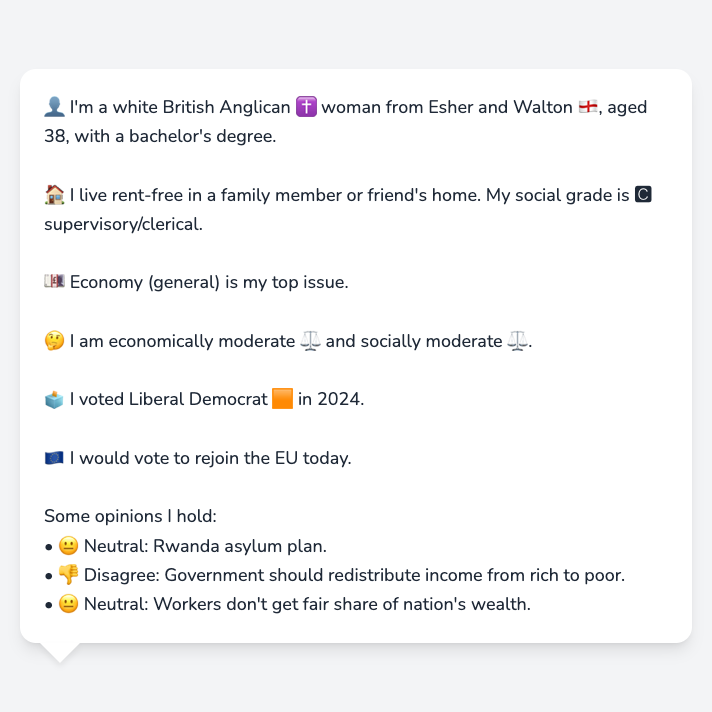 👤 I'm a white British Anglican ✝️ woman from Esher and Walton 🏴󠁧󠁢󠁥󠁮󠁧󠁿, aged
38, with a bachelor's degree.
🏠 I live rent-free in a family member or friend's home. My social grade is 🅲
supervisory/clerical.
💷 Economy (general) is my top issue.
🤔 I am economically moderate ⚖️ and socially moderate ⚖️.
🗳️ I voted Liberal Democrat 🟧 in 2024.
🇪🇺 I would vote to rejoin the EU today.
Some opinions I hold:
• 😐 Neutral: Rwanda asylum plan.
• 👎 Disagree: Government should redistribute income from rich to poor.
• 😐 Neutral: Workers don't get fair share of nation's wealth.